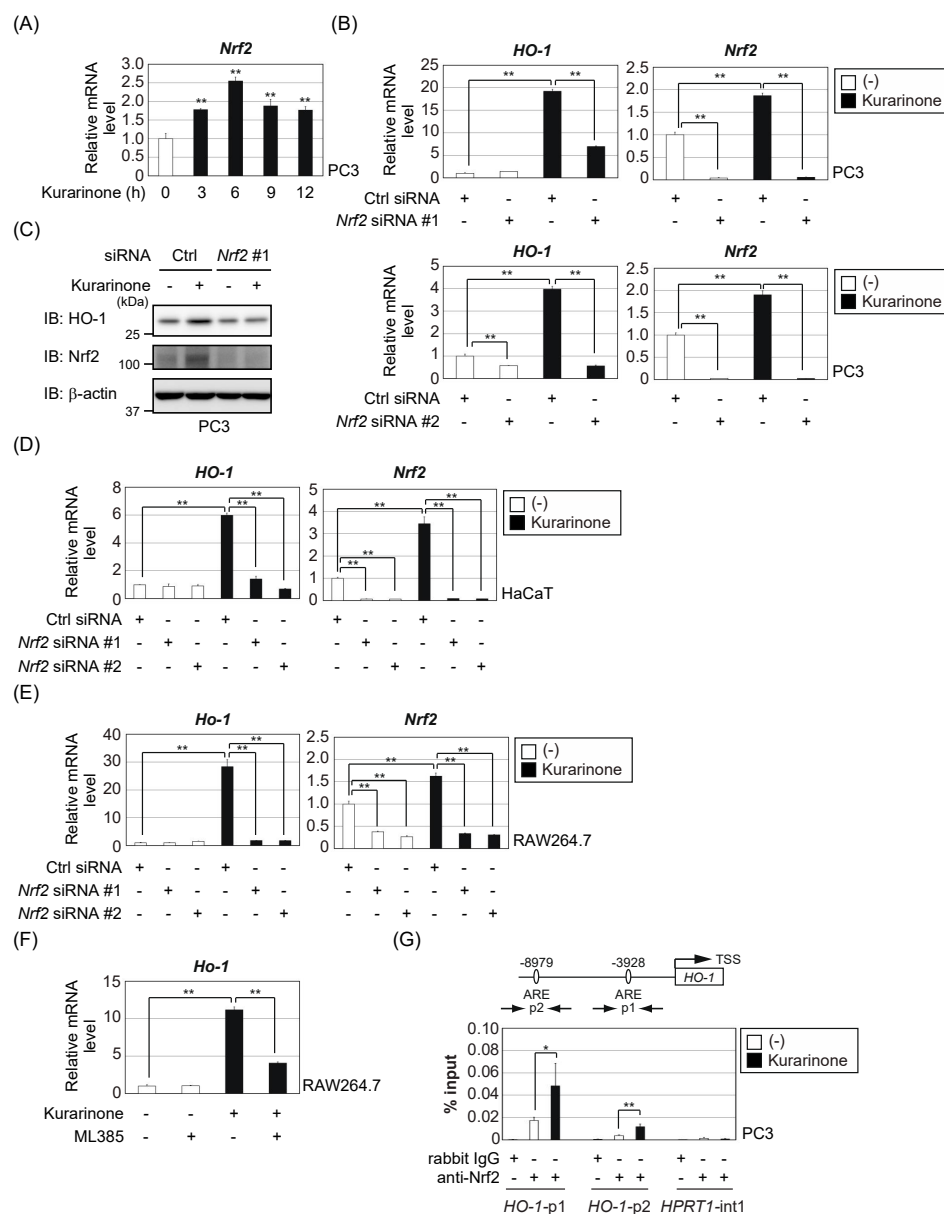 (A)
Nrf2
Relative mRNA level
3.0
2.5
2.0
1.5
1.0
0.5
0
** ** ** **
PC3
Kurarinone (h) 0 3 6 9 12
(B)
HO-1
Relative mRNA level
25
20
15
10
5
0
** **
Ctrl siRNA + - + -
Nrf2 siRNA #1 - + - +
Nrf2
2.5
2.0
1.5
1.0
0.5
0
** ** **
PC3
+ - + -
- + - +
(-)
Kurarinone
HO-1
Relative mRNA level
5
4
3
2
1
0
** ** **
Ctrl siRNA + - + -
Nrf2 siRNA #2 - + - +
Nrf2
2.5
2.0
1.5
1.0
0.5
0
** ** **
PC3
+ - + -
- + - +
(-)
Kurarinone
(C)
siRNA Ctrl Nrf2 #1
Kurarinone - + - +
(kDa)
IB: HO-1
25
IB: Nrf2
100
IB: β-actin
37
PC3
(D)
HO-1
Relative mRNA level
8
6
4
2
0
** ** **
Ctrl siRNA + - - + - -
Nrf2 siRNA #1 - + - - + -
Nrf2 siRNA #2 - - + - - +
Nrf2
5
4
3
2
1
0
** ** ** ** **
HaCaT
+ - - + - -
- + - - + -
- - + - - +
(-)
Kurarinone
(E)
Ho-1
Relative mRNA level
40
30
20
10
0
** ** **
Ctrl siRNA + - - + - -
Nrf2 siRNA #1 - + - - + -
Nrf2 siRNA #2 - - + - - +
Nrf2
2.5
2.0
1.5
1.0
0.5
0
** ** ** ** **
RAW264.7
+ - - + - -
- + - - + -
- - + - - +
(-)
Kurarinone
(F)
Ho-1
Relative mRNA level
15
10
5
0
** **
RAW264.7
Kurarinone - - + +
ML385 - + - +
(G)
-8979 -3928 TSS
HO-1
ARE ARE
p2 p1
% input
0.10
0.08
0.06
0.04
0.02
0
* **
PC3
(-)
Kurarinone
rabbit IgG + - - + - - + - -
anti-Nrf2 - + + - + + - + +
HO-1-p1 HO-1-p2 HPRT1-int1